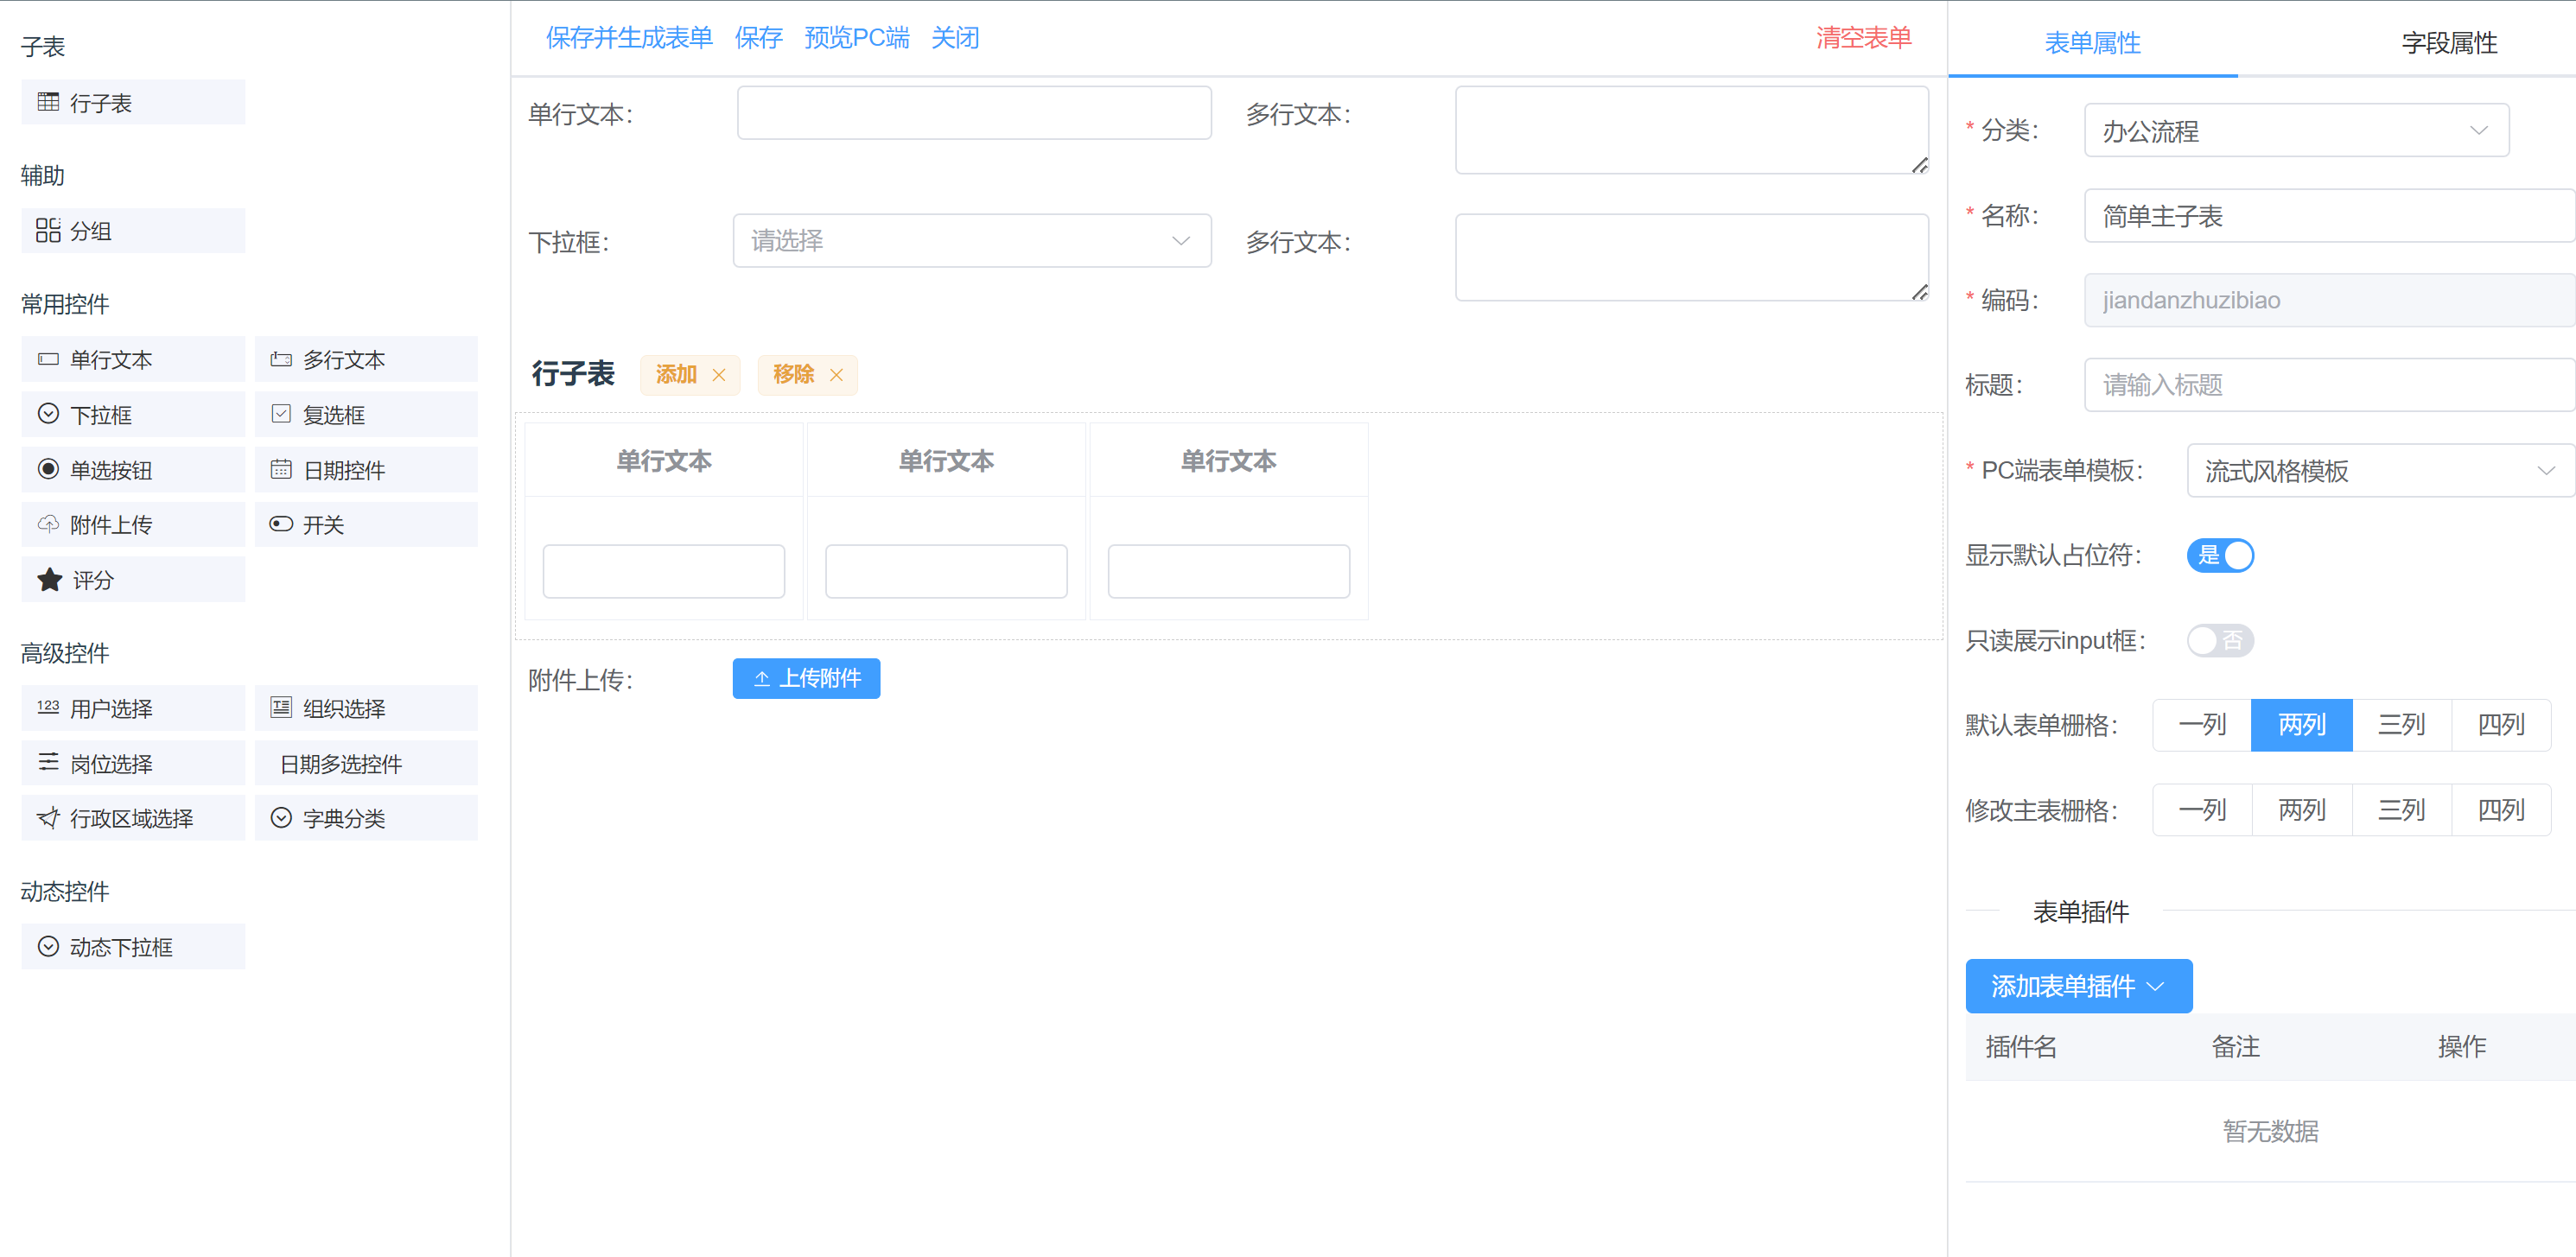 子表
行子表
辅助
分组
常用控件
单行文本 多行文本
下拉框 复选框
单选按钮 日期控件
附件上传 开关
评分
高级控件
123 用户选择 组织选择
岗位选择 日期多选控件
行政区域选择 字典分类
动态控件
动态下拉框
保存并生成表单 保存 预览PC端 关闭 清空表单
单行文本: 多行文本:
下拉框: 请选择 多行文本:
行子表 添加 移除
单行文本 单行文本 单行文本
附件上传: 上传附件
表单属性 字段属性
* 分类: 办公流程
* 名称: 简单主子表
* 编码: jiandanzhuzibiao
标题: 请输入标题
* PC端表单模板: 流式风格模板
显示默认占位符: 是
只读展示input框: 否
默认表单栅格: 一列 两列 三列 四列
修改主表栅格: 一列 两列 三列 四列
表单插件
添加表单插件
插件名 备注 操作
暂无数据